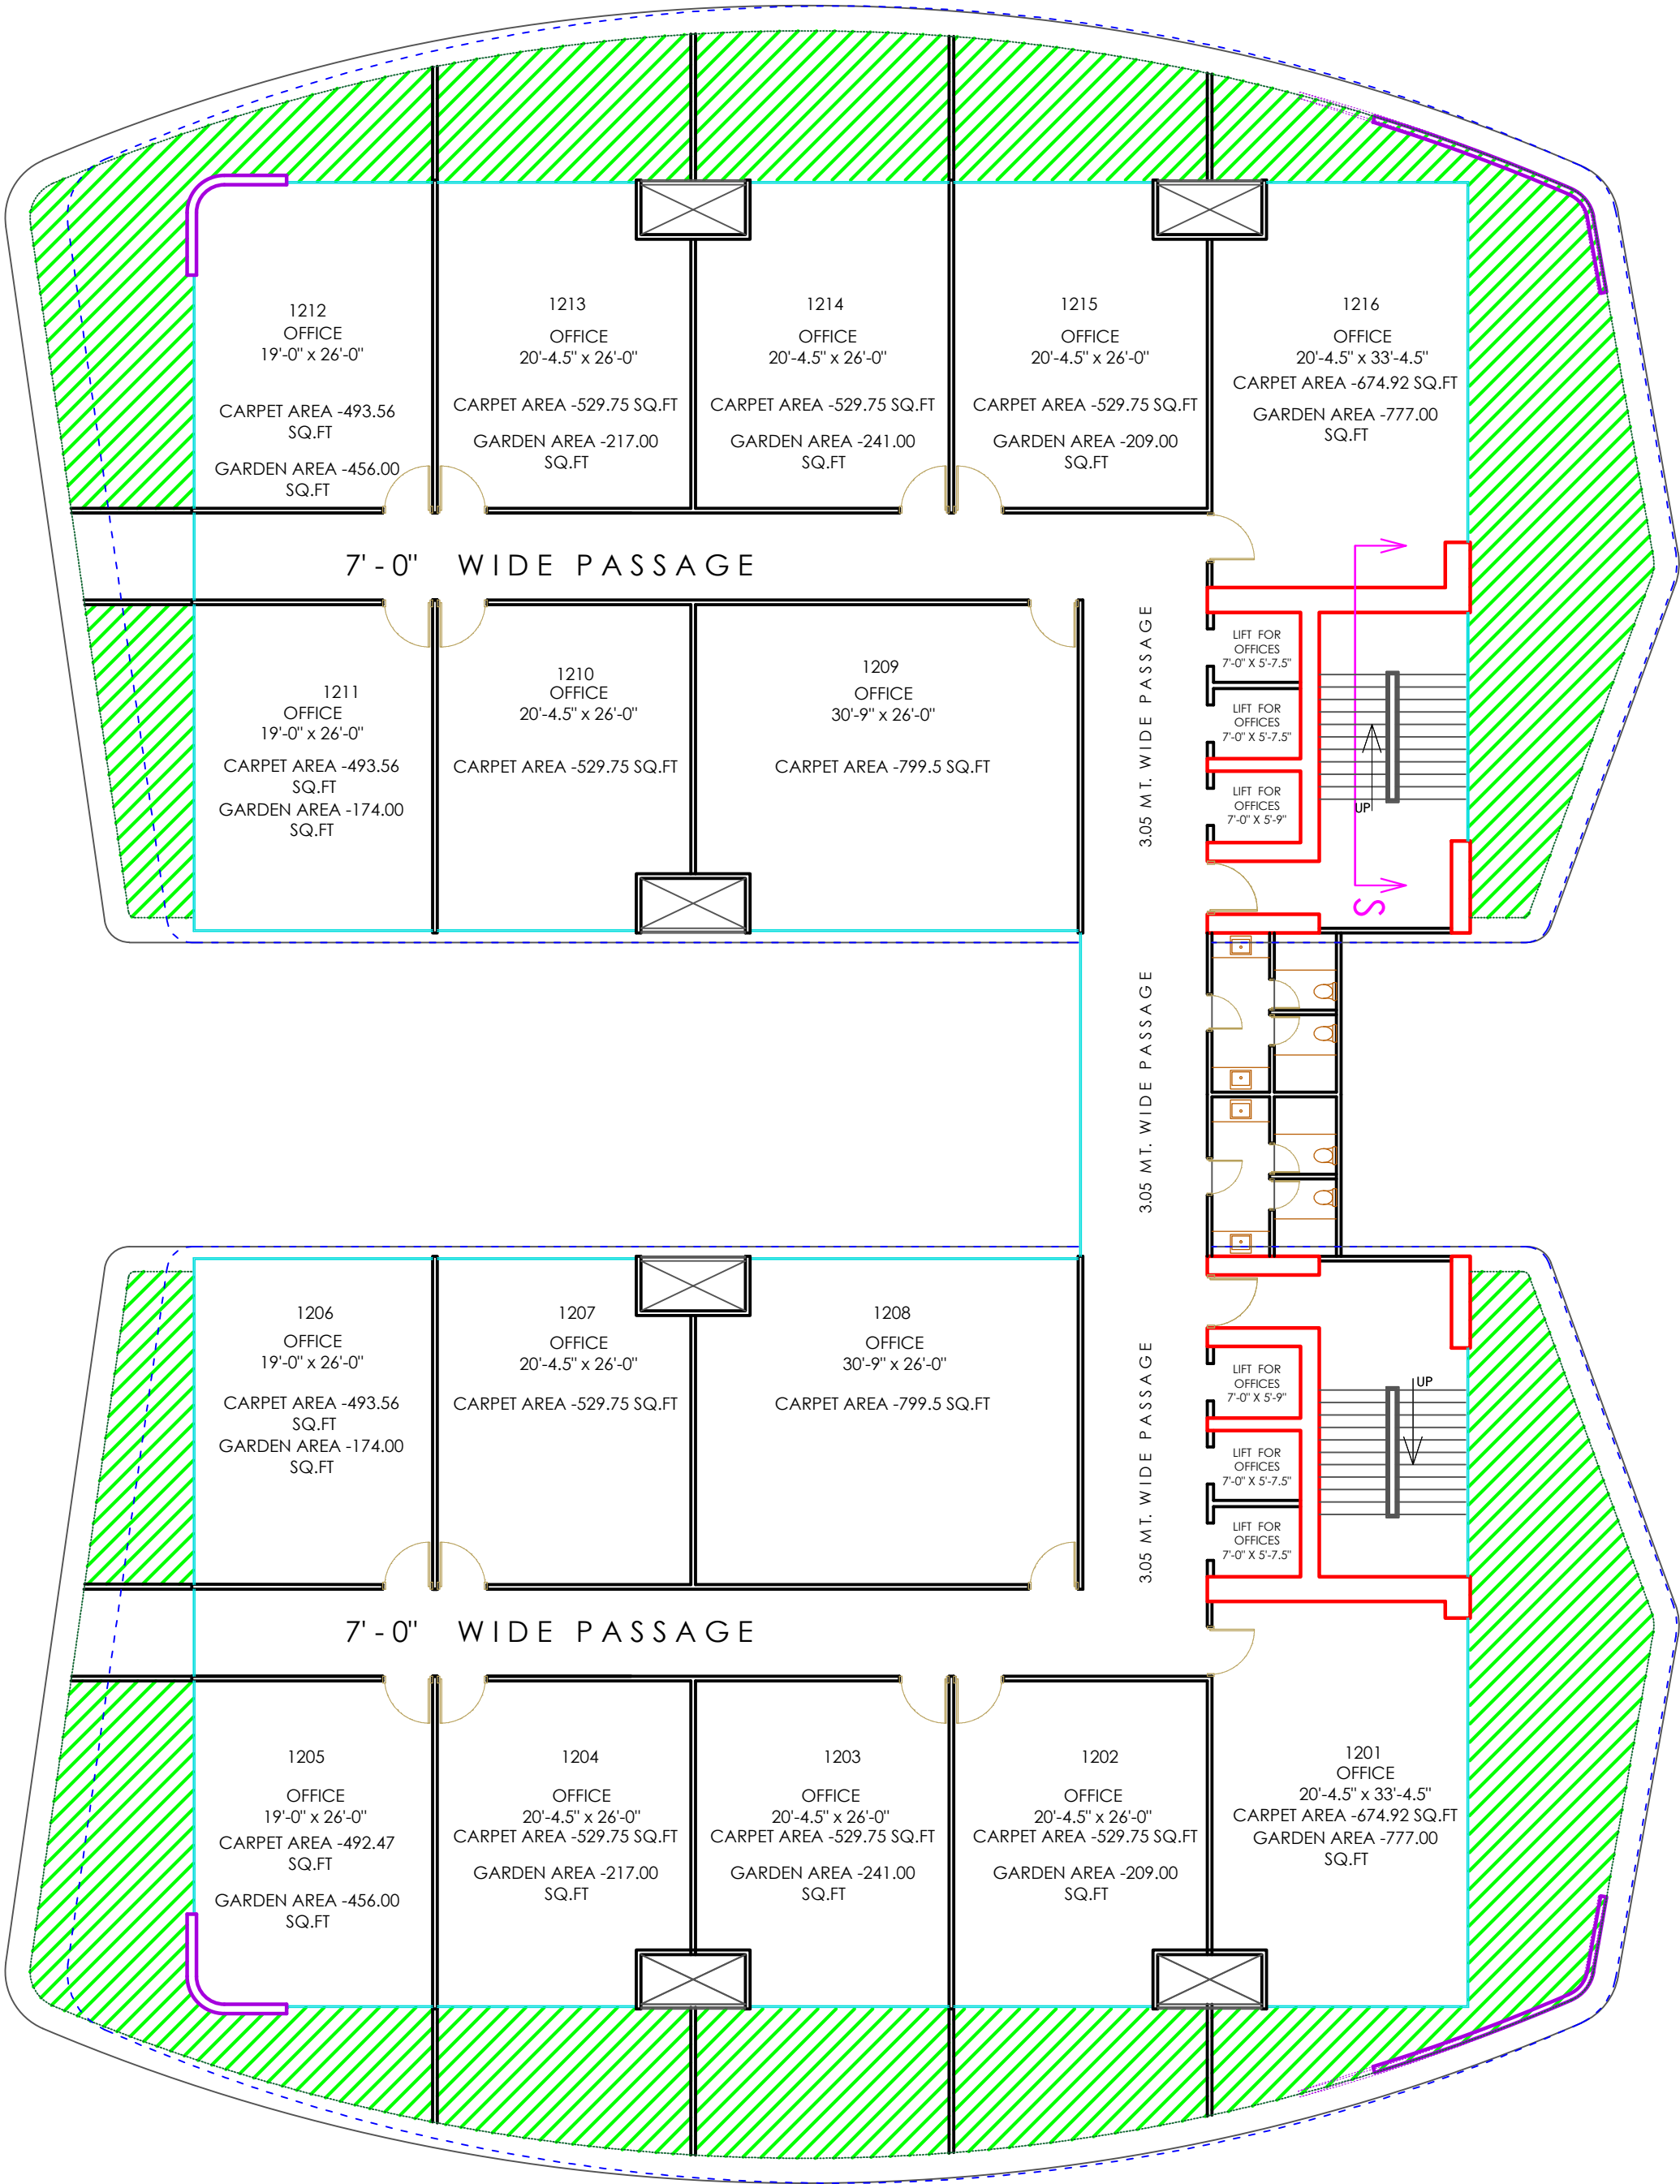 1212
OFFICE
19'-0" x 26'-0"
CARPET AREA -493.56
SQ.FT
GARDEN AREA -456.00
SQ.FT
1213
OFFICE
20'-4.5" x 26'-0"
CARPET AREA -529.75 SQ.FT
GARDEN AREA -217.00
SQ.FT
1214
OFFICE
20'-4.5" x 26'-0"
CARPET AREA -529.75 SQ.FT
GARDEN AREA -241.00
SQ.FT
1215
OFFICE
20'-4.5" x 26'-0"
CARPET AREA -529.75 SQ.FT
GARDEN AREA -209.00
SQ.FT
1216
OFFICE
20'-4.5" x 33'-4.5"
CARPET AREA -674.92 SQ.FT
GARDEN AREA -777.00
SQ.FT
7'-0" WIDE PASSAGE
1211
OFFICE
19'-0" x 26'-0"
CARPET AREA -493.56
SQ.FT
GARDEN AREA -174.00
SQ.FT
1210
OFFICE
20'-4.5" x 26'-0"
CARPET AREA -529.75 SQ.FT
1209
OFFICE
30'-9" x 26'-0"
CARPET AREA -799.5 SQ.FT
3.05 MT. WIDE PASSAGE
LIFT FOR
OFFICES
7'-0" X 5'-7.5"
LIFT FOR
OFFICES
7'-0" X 5'-7.5"
LIFT FOR
OFFICES
7'-0" X 5'-9"
UP
S
3.05 MT. WIDE PASSAGE
1206
OFFICE
19'-0" x 26'-0"
CARPET AREA -493.56
SQ.FT
GARDEN AREA -174.00
SQ.FT
1207
OFFICE
20'-4.5" x 26'-0"
CARPET AREA -529.75 SQ.FT
1208
OFFICE
30'-9" x 26'-0"
CARPET AREA -799.5 SQ.FT
3.05 MT. WIDE PASSAGE
LIFT FOR
OFFICES
7'-0" X 5'-9"
LIFT FOR
OFFICES
7'-0" X 5'-7.5"
LIFT FOR
OFFICES
7'-0" X 5'-7.5"
UP
7'-0" WIDE PASSAGE
1205
OFFICE
19'-0" x 26'-0"
CARPET AREA -492.47
SQ.FT
GARDEN AREA -456.00
SQ.FT
1204
OFFICE
20'-4.5" x 26'-0"
CARPET AREA -529.75 SQ.FT
GARDEN AREA -217.00
SQ.FT
1203
OFFICE
20'-4.5" x 26'-0"
CARPET AREA -529.75 SQ.FT
GARDEN AREA -241.00
SQ.FT
1202
OFFICE
20'-4.5" x 26'-0"
CARPET AREA -529.75 SQ.FT
GARDEN AREA -209.00
SQ.FT
1201
OFFICE
20'-4.5" x 33'-4.5"
CARPET AREA -674.92 SQ.FT
GARDEN AREA -777.00
SQ.FT